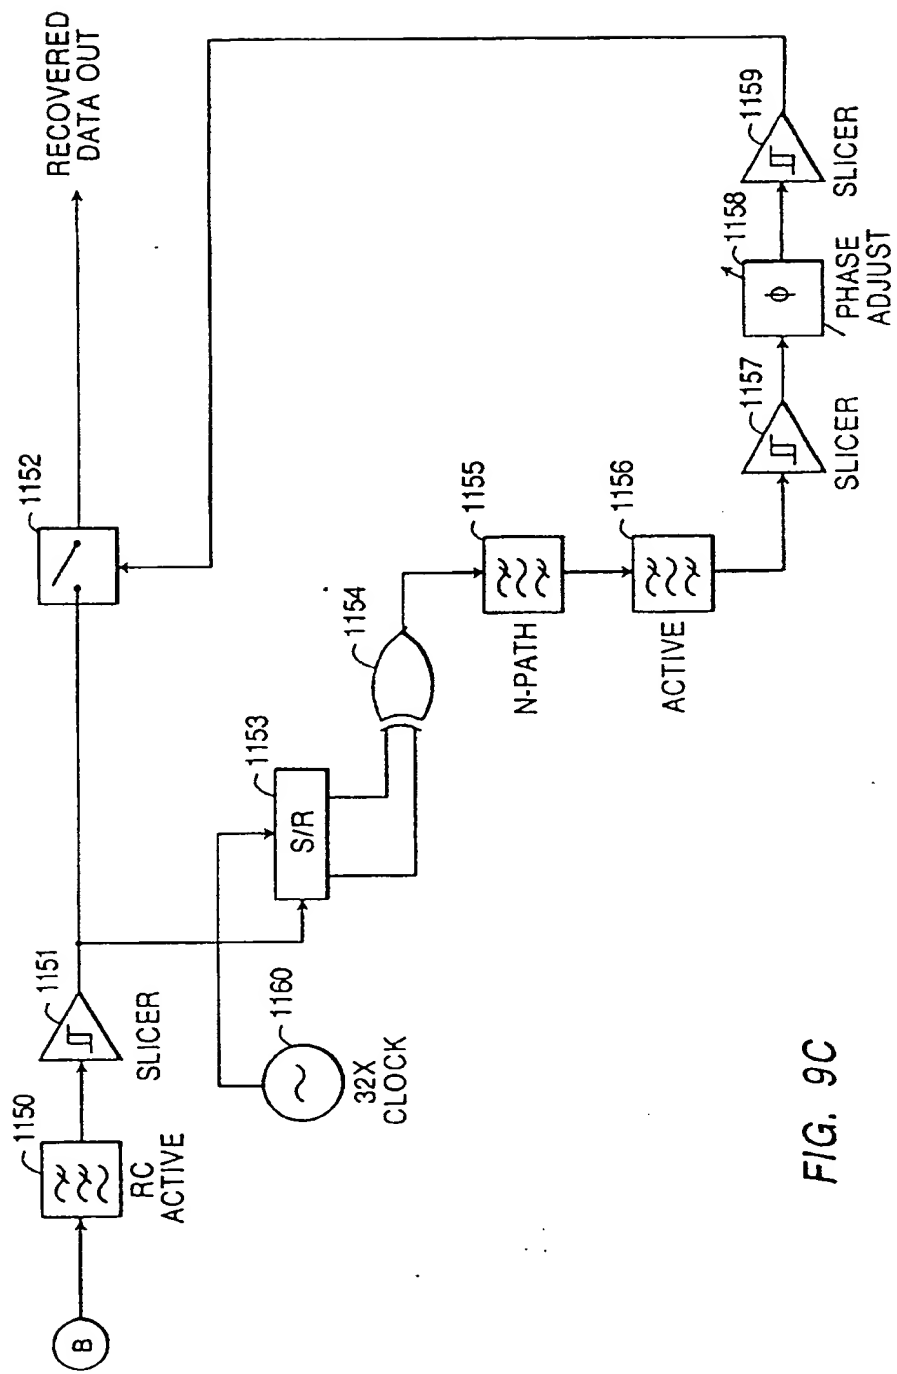 B
1150
RC
ACTIVE
1151
SLICER
1152
RECOVERED
DATA OUT
1160
32X
CLOCK
1153
S/R
1154
1155
N-PATH
1156
ACTIVE
1157
SLICER
1158
ϕ
PHASE
ADJUST
1159
SLICER
FIG. 9C